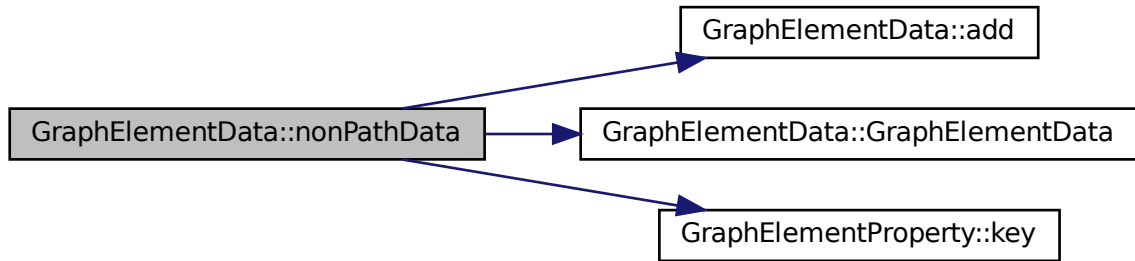 GraphElementData::add
GraphElementData::nonPathData
GraphElementData::GraphElementData
GraphElementProperty::key